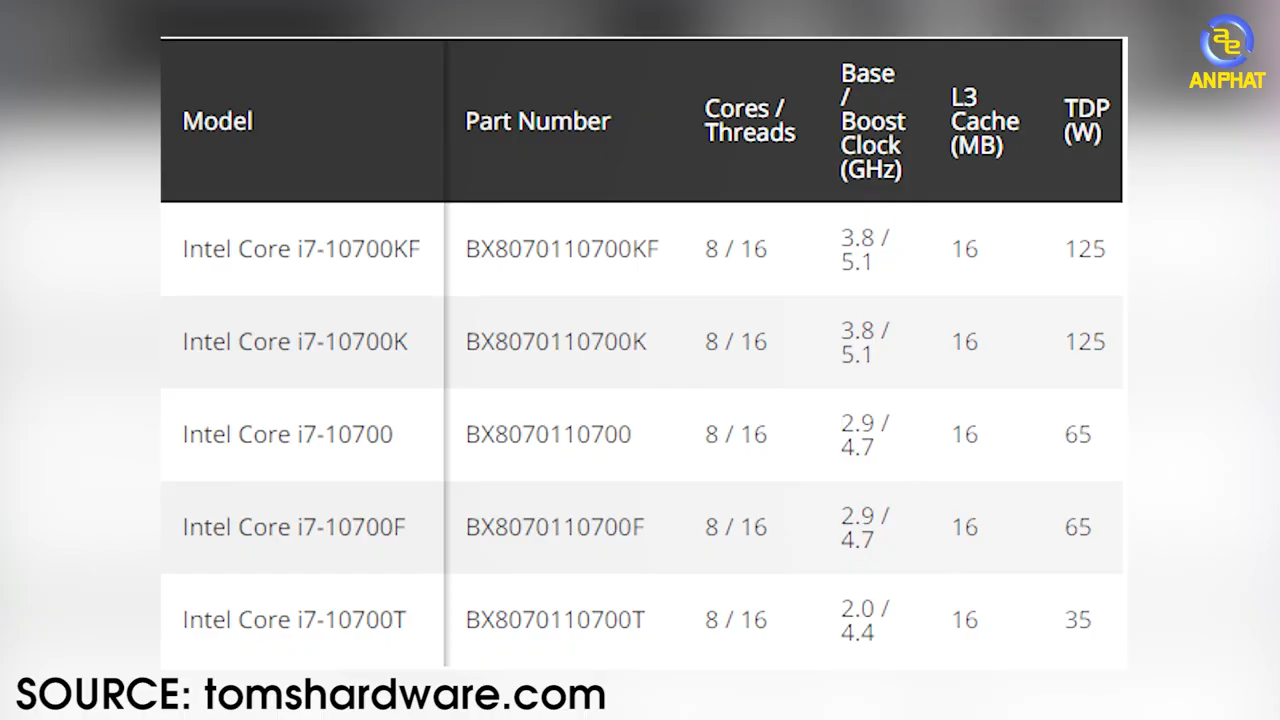 ae
ANPHAT
Model
Part Number
Cores /
Threads
Base
/
Boost
Clock
(GHz)
L3
Cache
(MB)
TDP
(W)
Intel Core i7-10700KF
BX8070110700KF
8 / 16
3.8 /
5.1
16
125
Intel Core i7-10700K
BX8070110700K
8 / 16
3.8 /
5.1
16
125
Intel Core i7-10700
BX8070110700
8 / 16
2.9 /
4.7
16
65
Intel Core i7-10700F
BX8070110700F
8 / 16
2.9 /
4.7
16
65
Intel Core i7-10700T
BX8070110700T
8 / 16
2.0 /
4.4
16
35
SOURCE: tomshardware.com